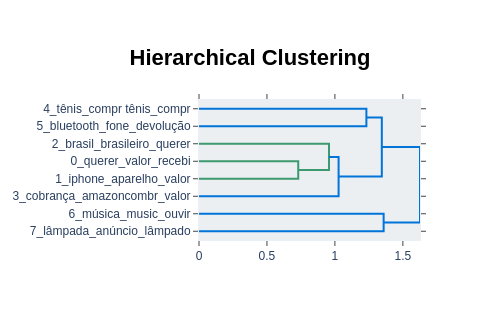 Hierarchical Clustering
4_tênis_compr tênis_compr
5_bluetooth_fone_devolução
2_brasil_brasileiro_querer
0_querer_valor_recebi
1_iphone_aparelho_valor
3_cobrança_amazoncombr_valor
6_música_music_ouvir
7_lâmpada_anúncio_lâmpado
0 0.5 1 1.5